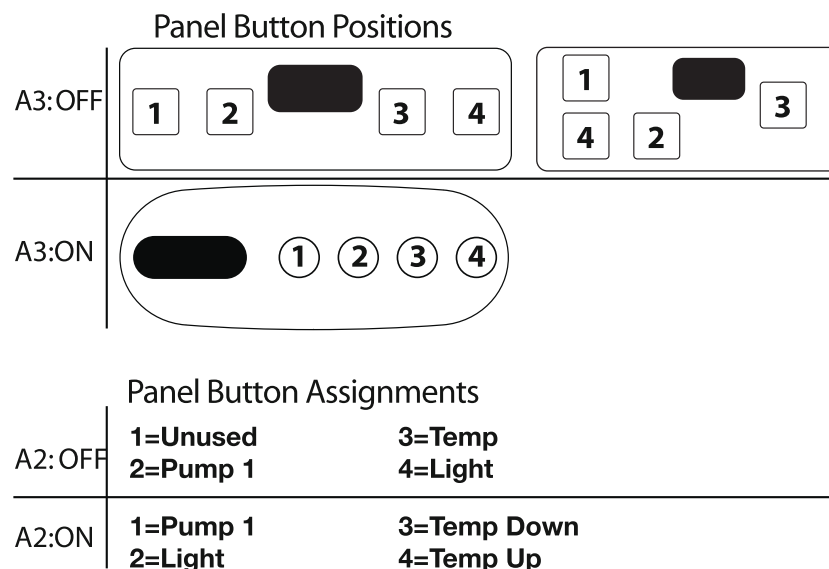 Panel Button Positions
A3:OFF
1 2 3 4
1 3
4 2
A3:ON
1 2 3 4
Panel Button Assignments
A2: OFF
1=Unused 3=Temp
2=Pump 1 4=Light
A2:ON
1=Pump 1 3=Temp Down
2=Light 4=Temp Up